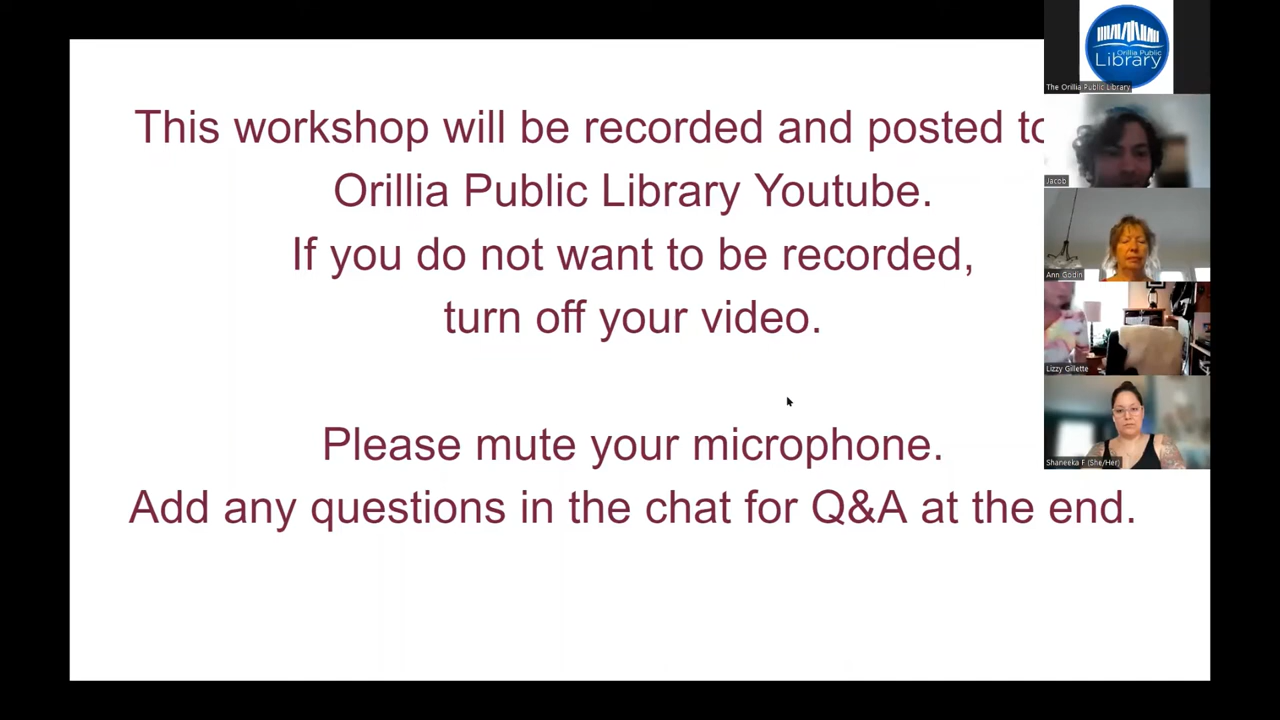 This workshop will be recorded and posted to
Orillia Public Library Youtube.
If you do not want to be recorded,
turn off your video.
Please mute your microphone.
Add any questions in the chat for Q&A at the end.
Orillia Public
Library
The Orillia Public Library
Jacob
Ann Godin
Lizzy Gillette
Shaneeka F (She/Her)